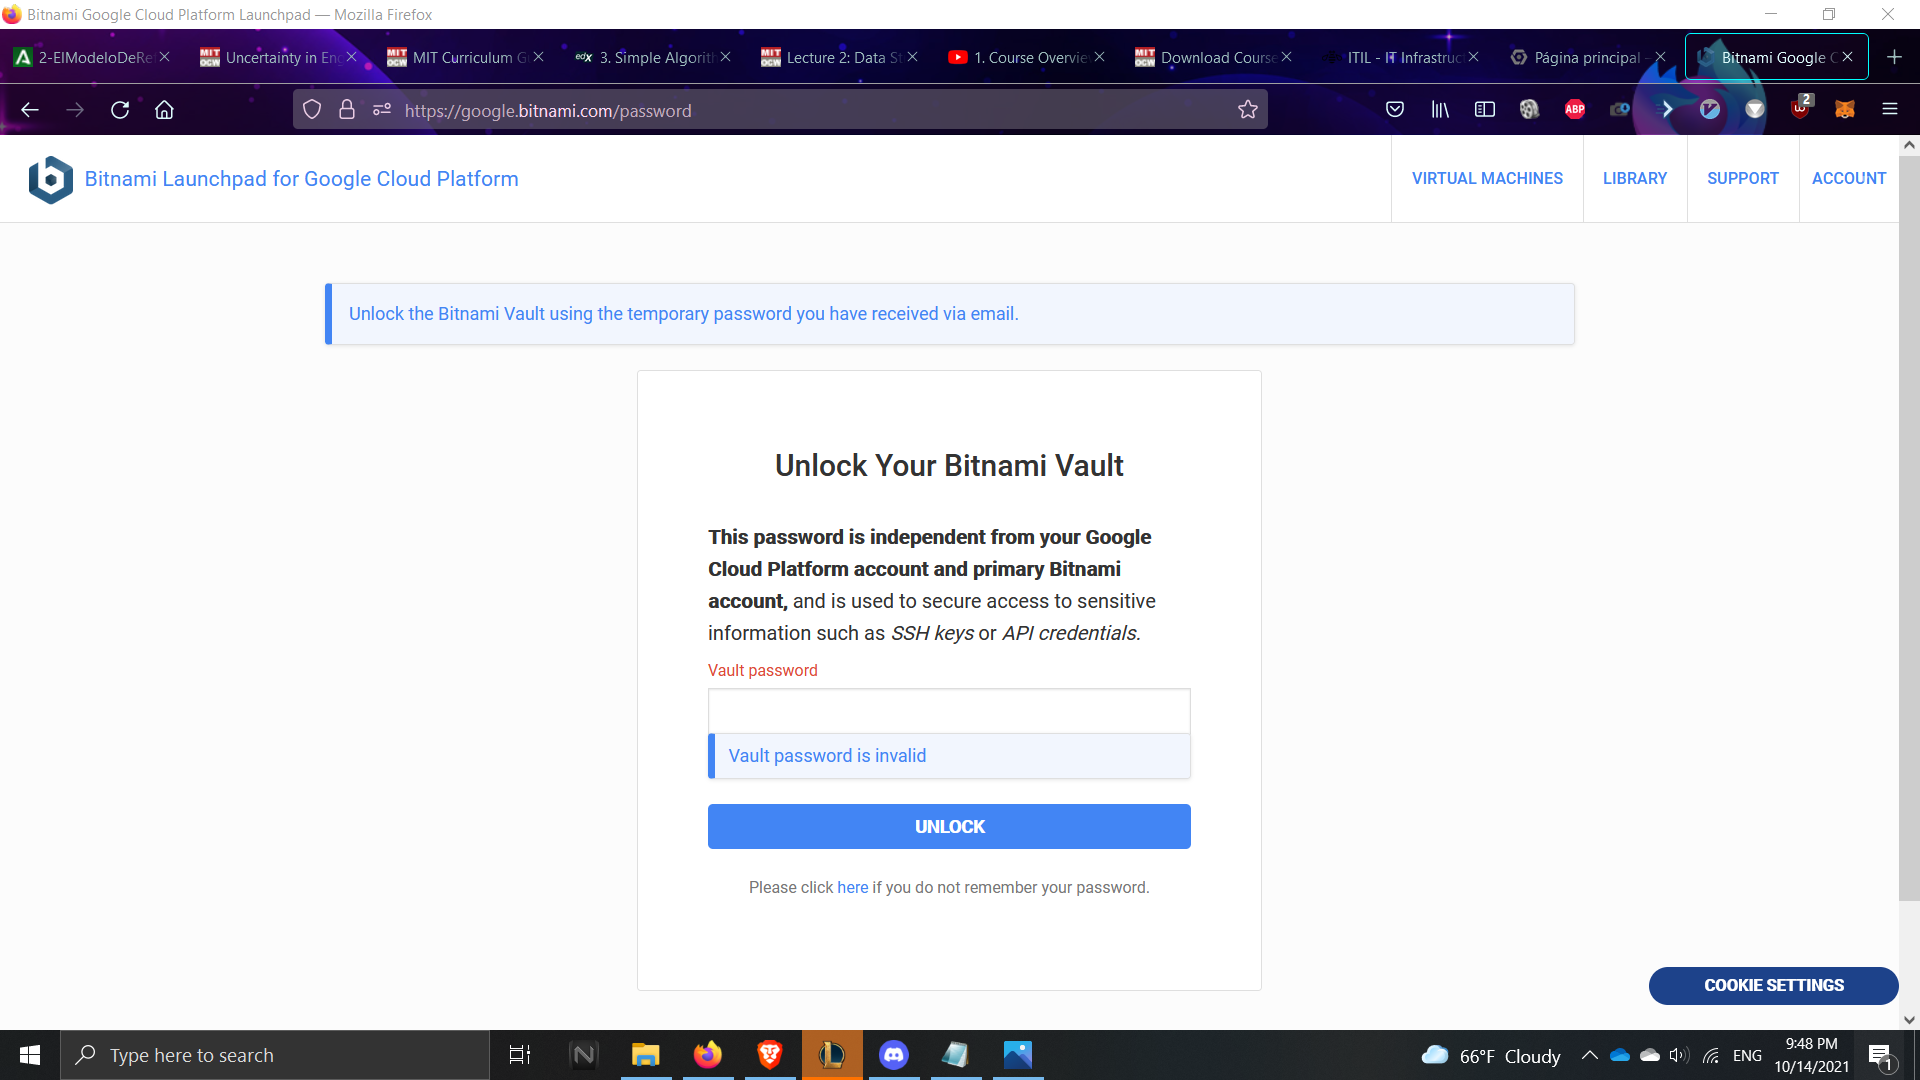 Bitnami Google Cloud Platform Launchpad — Mozilla Firefox
2-ElModeloDeRe
Uncertainty in Eng
MIT Curriculum G
edX 3. Simple Algorith
Lecture 2: Data St
1. Course Overview
Download Course
ITIL - IT Infrastruct
Página principal -
Bitnami Google C
https://google.bitnami.com/password
ABP
2
Bitnami Launchpad for Google Cloud Platform
VIRTUAL MACHINES
LIBRARY
SUPPORT
ACCOUNT
Unlock the Bitnami Vault using the temporary password you have received via email.
Unlock Your Bitnami Vault
This password is independent from your Google
Cloud Platform account and primary Bitnami
account, and is used to secure access to sensitive
information such as SSH keys or API credentials.
Vault password
Vault password is invalid
UNLOCK
Please click here if you do not remember your password.
COOKIE SETTINGS
Type here to search
66°F Cloudy
ENG
9:48 PM
10/14/2021
1